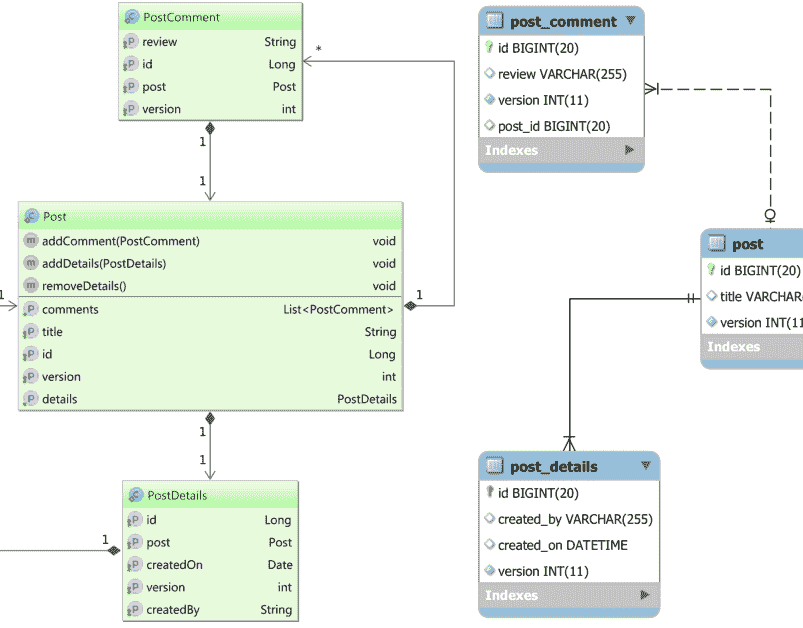 PostComment
review String
id Long
post Post
version int
*
1
1
Post
addComment(PostComment) void
addDetails(PostDetails) void
removeDetails() void
comments List<PostComment>
title String
id Long
version int
details PostDetails
1
1
1
1
PostDetails
id Long
post Post
createdOn Date
version int
createdBy String
1
post_comment
id BIGINT(20)
review VARCHAR(255)
version INT(11)
post_id BIGINT(20)
Indexes
post
id BIGINT(20)
title VARCHAR(
version INT(11
Indexes
post_details
id BIGINT(20)
created_by VARCHAR(255)
created_on DATETIME
version INT(11)
Indexes